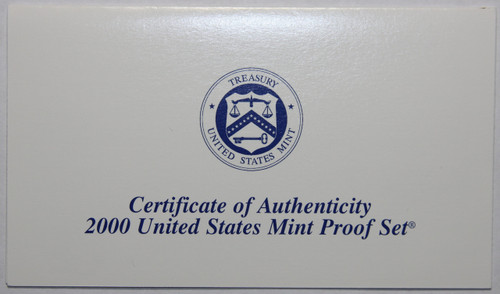 TREASURY
UNITED STATES MINT
Certificate of Authenticity
2000 United States Mint Proof Set®